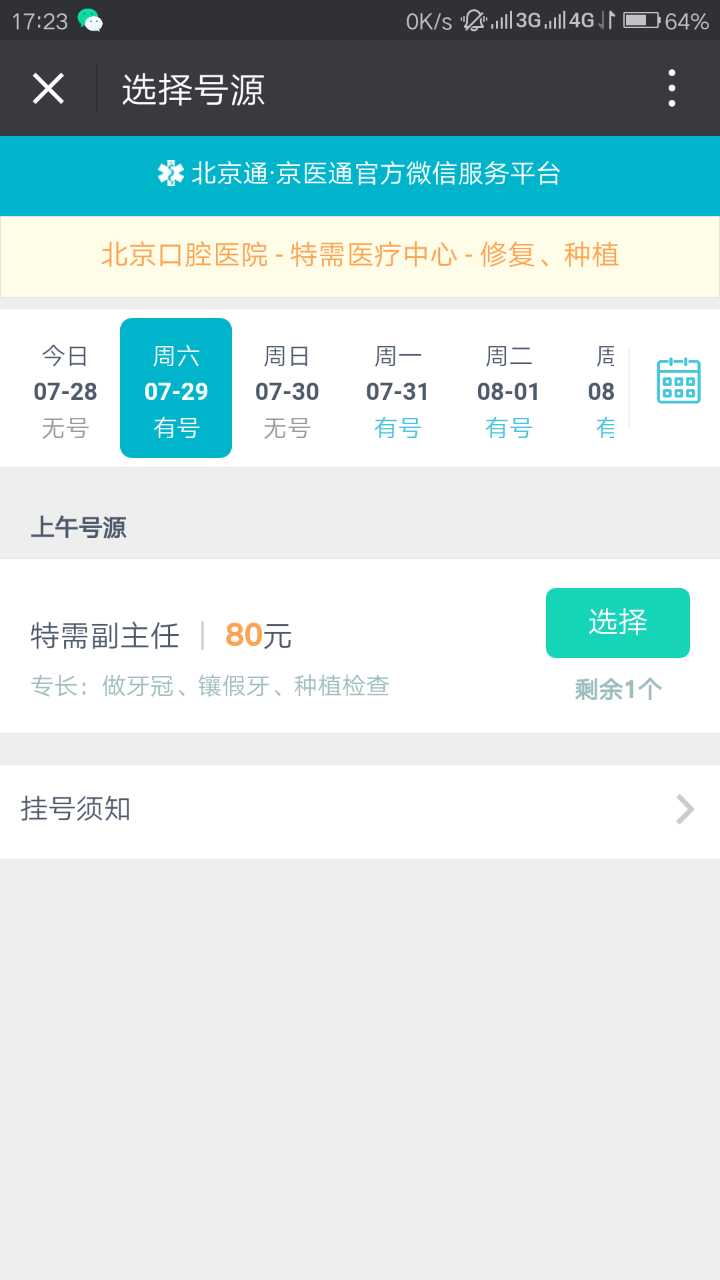 17:23 0K/s 3G 4G 64%
选择号源
北京通·京医通官方微信服务平台
北京口腔医院 - 特需医疗中心 - 修复、种植
今日 周六 周日 周一 周二 周
07-28 07-29 07-30 07-31 08-01 08
无号 有号 无号 有号 有号 有
上午号源
特需副主任 | 80元 选择
专长：做牙冠、镶假牙、种植检查 剩余1个
挂号须知